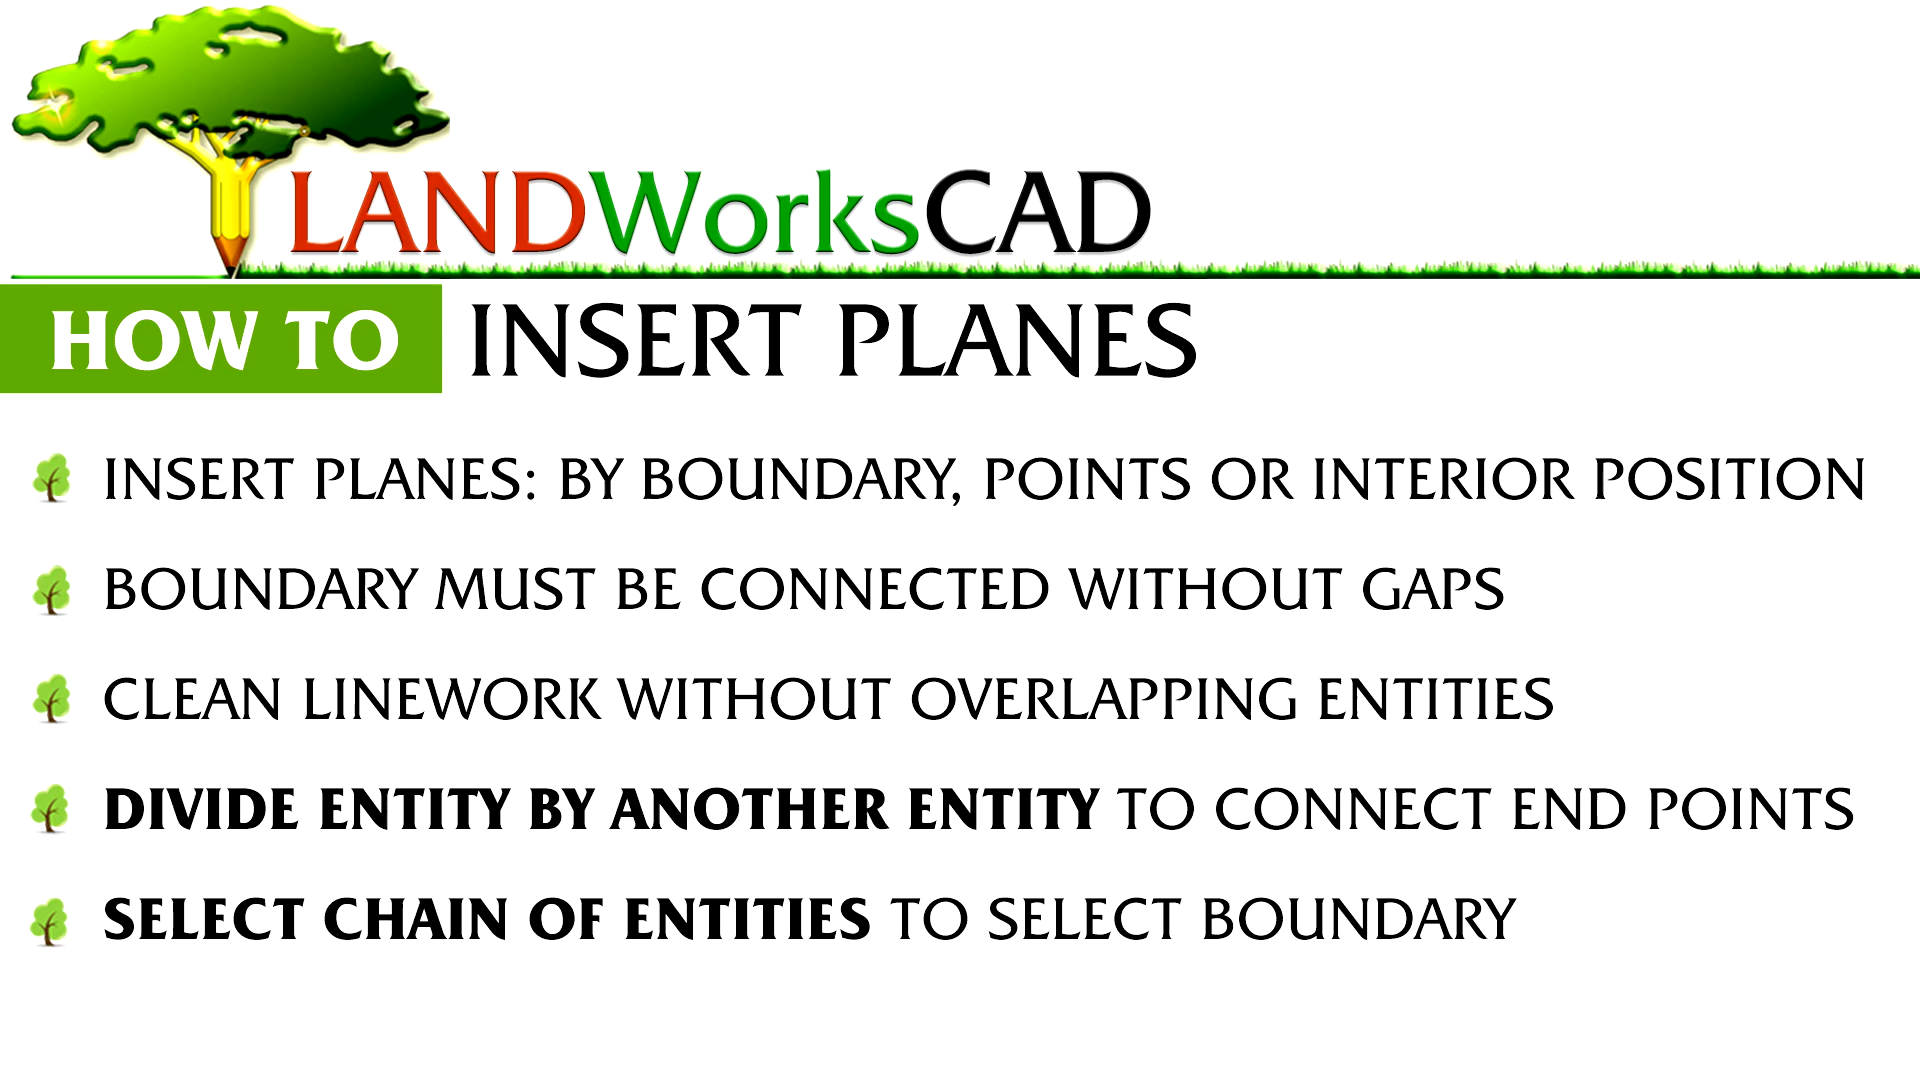 LANDWorksCAD
HOW TO INSERT PLANES
INSERT PLANES: BY BOUNDARY, POINTS OR INTERIOR POSITION
BOUNDARY MUST BE CONNECTED WITHOUT GAPS
CLEAN LINEWORK WITHOUT OVERLAPPING ENTITIES
DIVIDE ENTITY BY ANOTHER ENTITY TO CONNECT END POINTS
SELECT CHAIN OF ENTITIES TO SELECT BOUNDARY